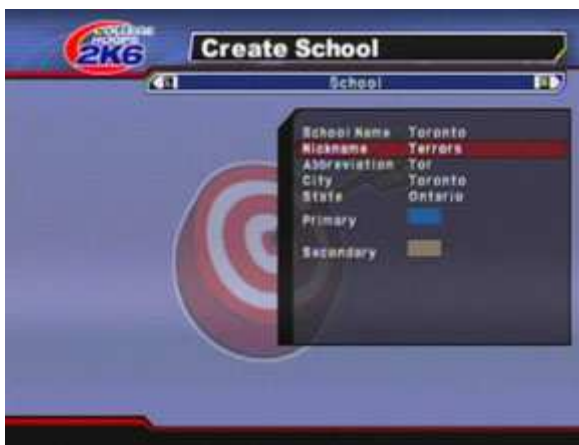 COLLEGE
HOOPS
2K6
Create School
School
School Name Toronto
Nickname Terrors
Abbreviation Tor
City Toronto
State Ontario
Primary
Secondary